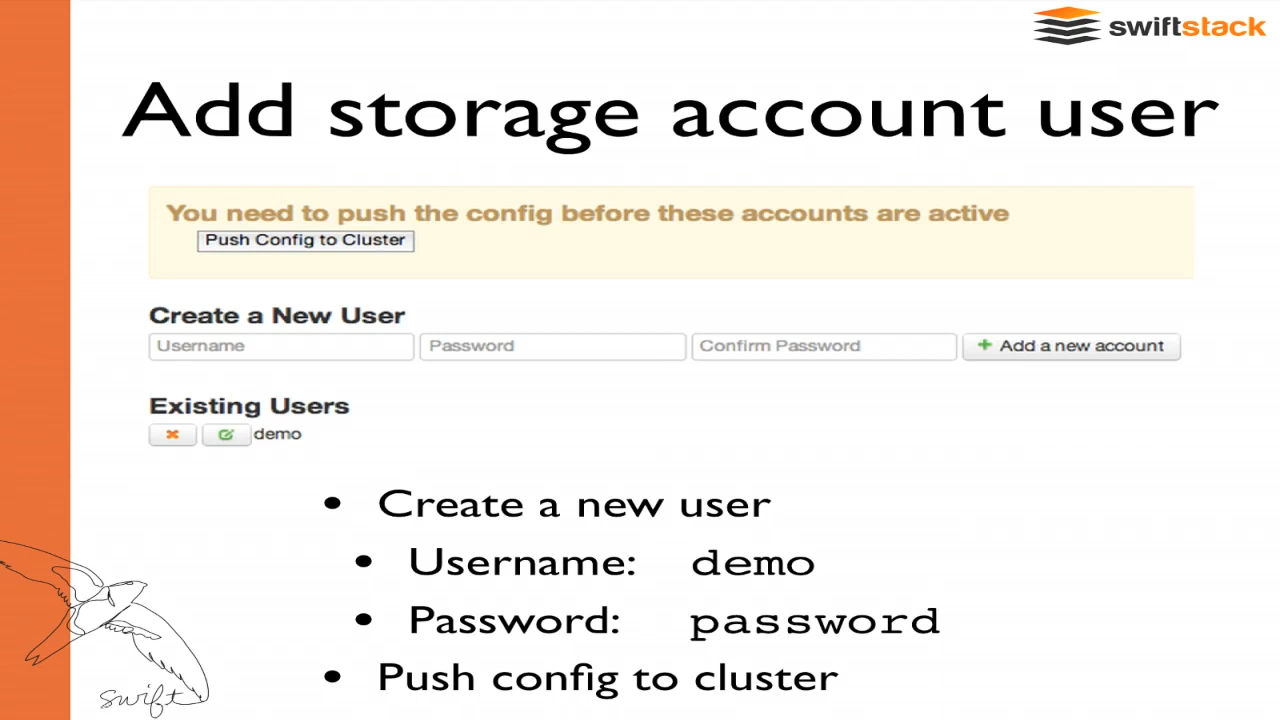 swiftstack
Add storage account user
You need to push the config before these accounts are active
Push Config to Cluster
Create a New User
Username Password Confirm Password + Add a new account
Existing Users
demo
• Create a new user
• Username: demo
• Password: password
• Push config to cluster
swift